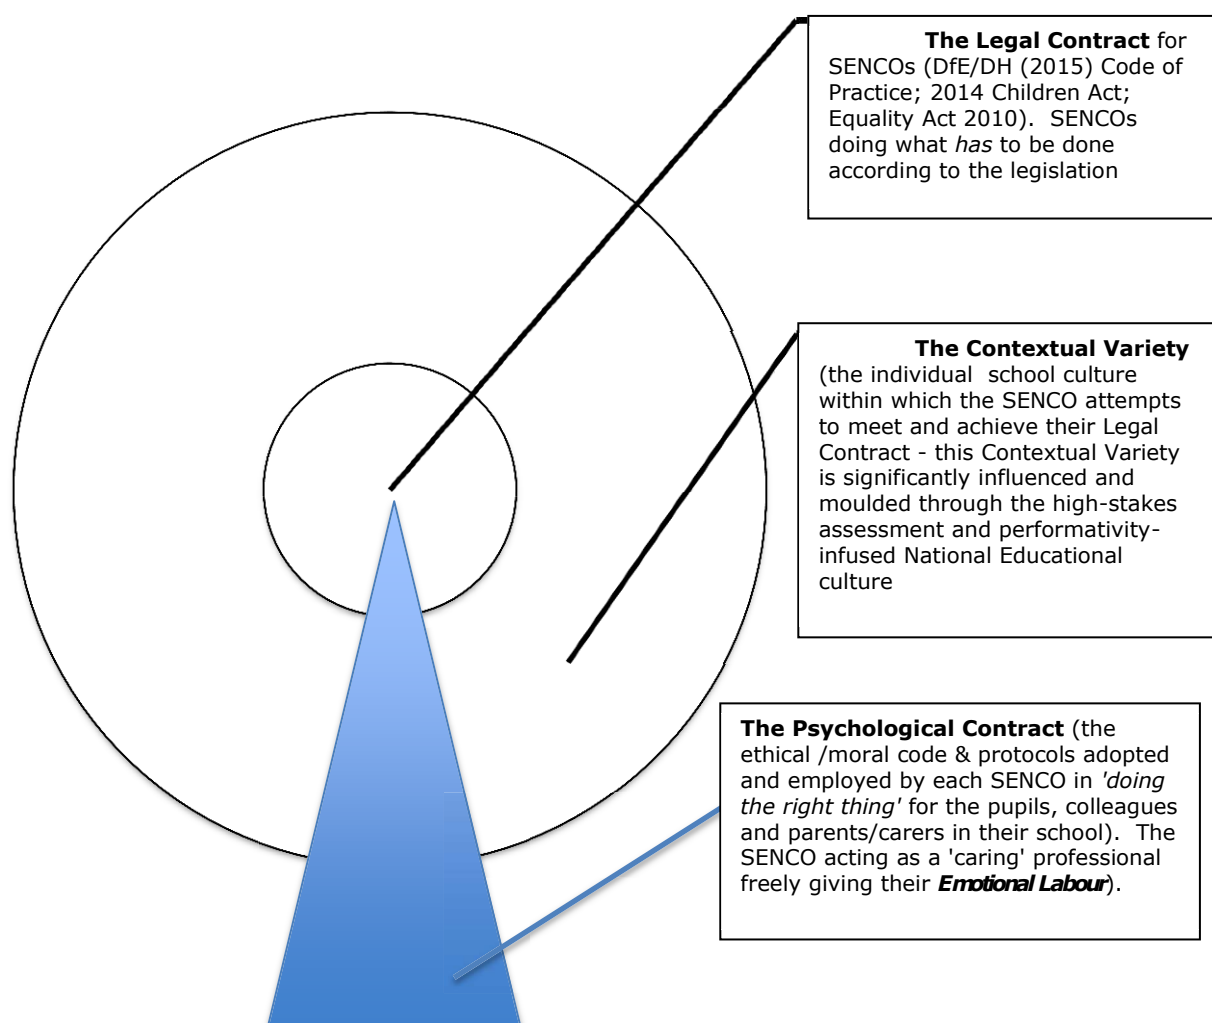 The Legal Contract for
SENCOs (DfE/DH (2015) Code of
Practice; 2014 Children Act;
Equality Act 2010).  SENCOs
doing what has to be done
according to the legislation
The Contextual Variety
(the individual  school culture
within which the SENCO attempts
to meet and achieve their Legal
Contract - this Contextual Variety
is significantly influenced and
moulded through the high-stakes
assessment and performativity-
infused National Educational
culture
The Psychological Contract (the
ethical /moral code & protocols adopted
and employed by each SENCO in 'doing
the right thing' for the pupils, colleagues
and parents/carers in their school).  The
SENCO acting as a 'caring' professional
freely giving their Emotional Labour).